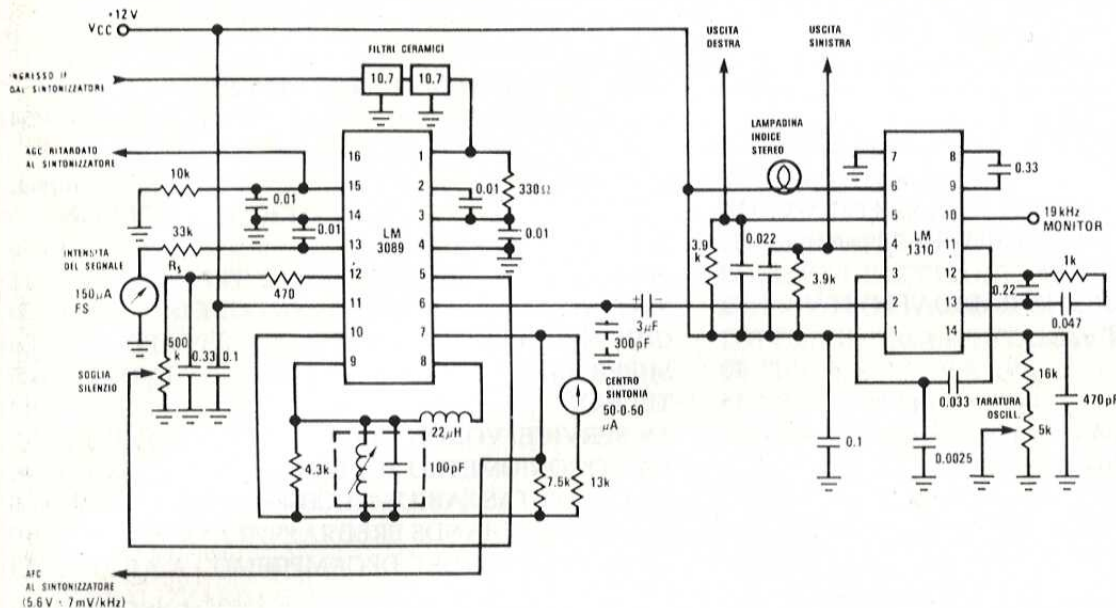 +12 V
VCC
FILTRI CERAMICI
10.7
10.7
INGRESSO IF
DAL SINTONIZZATORE
AGC RITARDATO
AL SINTONIZZATORE
10k
0.01
0.01
33k
RS
INTENSITÀ
DEL SEGNALE
150µA
FS
470
500
k
0.33
0.1
SOGLIA
SILENZIO
16
15
14
13
12
11
10
9
LM
3089
1
2
3
4
5
6
7
8
0.01
330Ω
0.01
4.3k
100pF
22µH
7.5k
13k
CENTRO
SINTONIA
50-0-50
µA
300pF
+
3µF
AFC
AL SINTONIZZATORE
(5.6 V ~ 7mV/kHz)
USCITA
DESTRA
USCITA
SINISTRA
LAMPADINA
INDICE
STEREO
3.9
k
0.022
3.9k
7
6
5
4
3
2
1
LM
1310
8
9
10
11
12
13
14
0.33
19kHz
MONITOR
1k
0.22
0.047
0.1
0.033
0.0025
TARATURA
OSCILL.
16k
5k
470pF